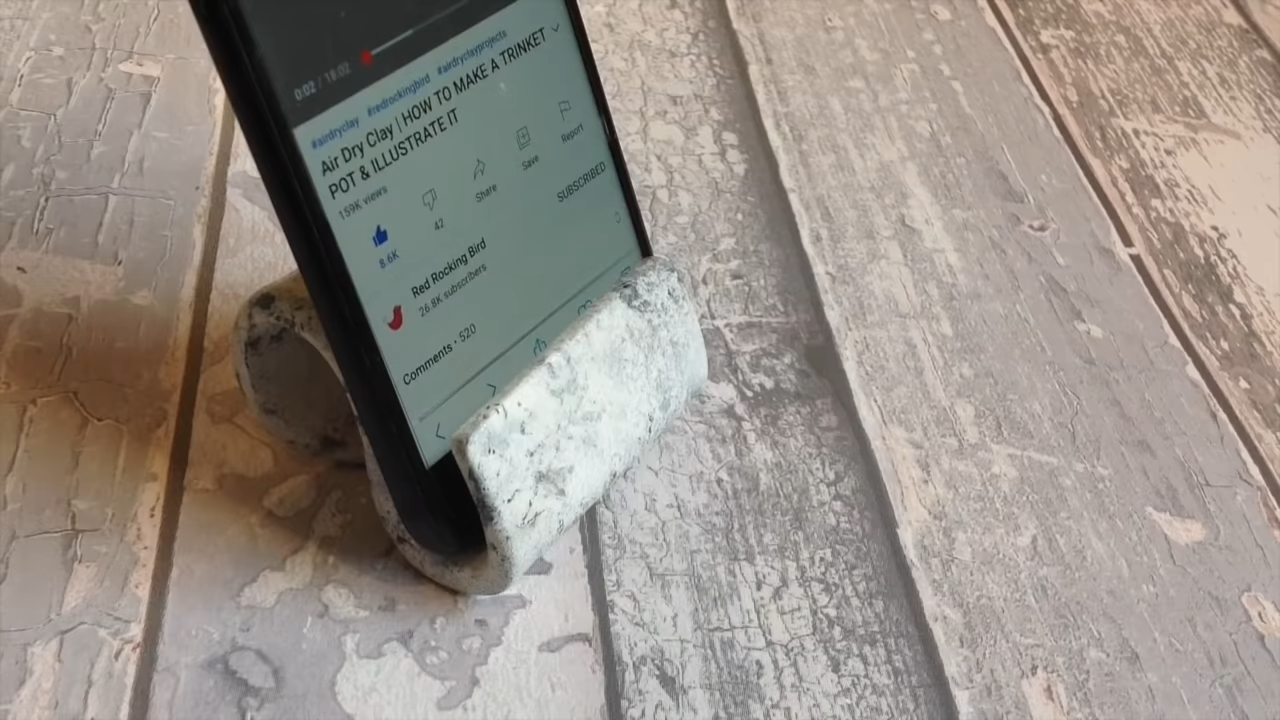 0:02 / 18:02
#airdryclay #redrockingbird #airdryclayprojects
Air Dry Clay | HOW TO MAKE A TRINKET
POT & ILLUSTRATE IT
159K views
8.6K
42
Share
Save
Report
Red Rocking Bird
26.8K subscribers
SUBSCRIBED
Comments • 520